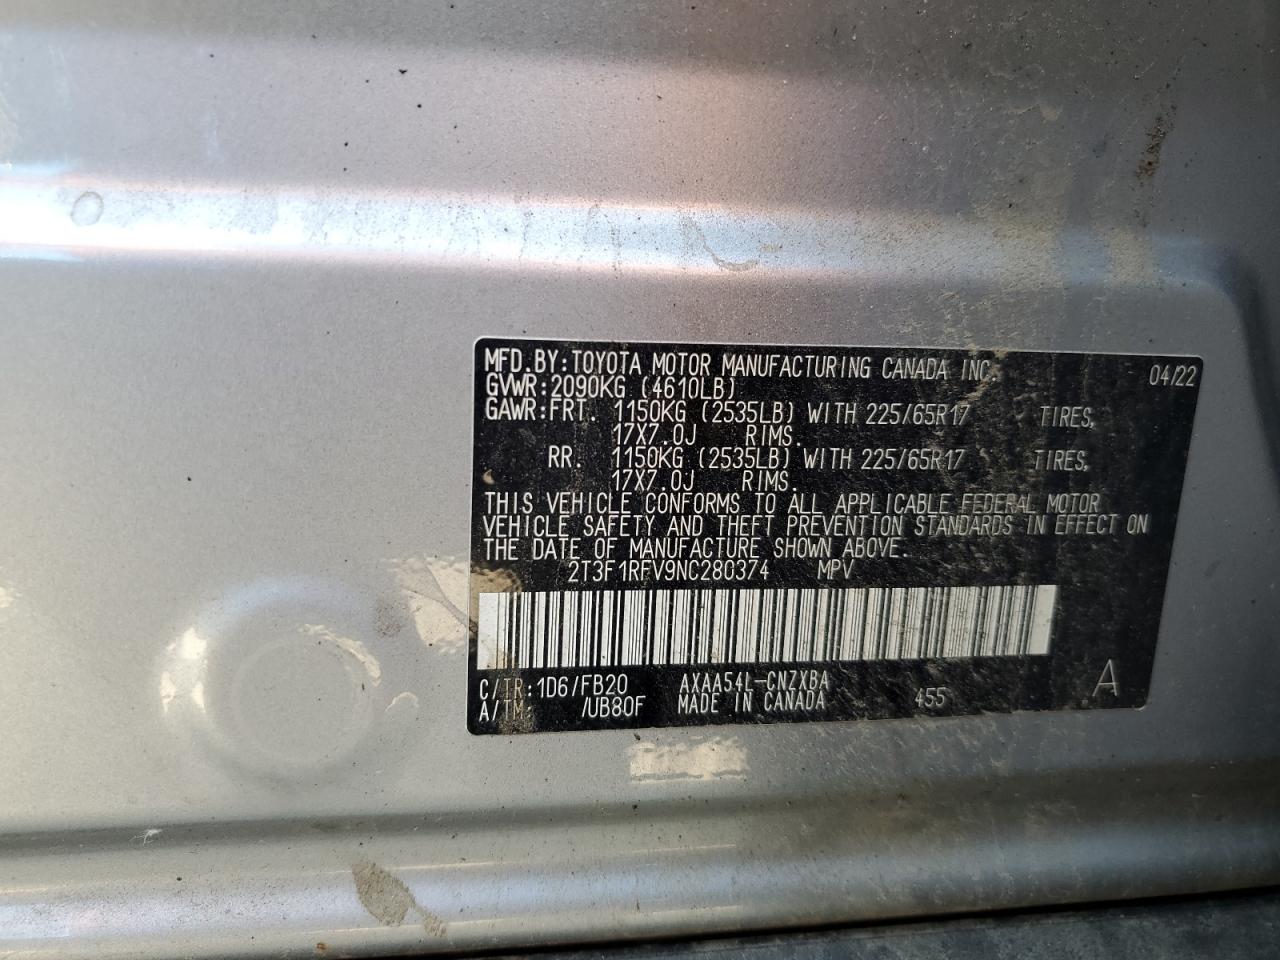 MFD.BY:TOYOTA MOTOR MANUFACTURING CANADA INC. 04/22
GVWR:2090KG (4610LB)
GAWR:FRT. 1150KG (2535LB) WITH 225/65R17 TIRES,
17X7.0J RIMS.
RR. 1150KG (2535LB) WITH 225/65R17 TIRES,
17X7.0J RIMS.
THIS VEHICLE CONFORMS TO ALL APPLICABLE FEDERAL MOTOR
VEHICLE SAFETY AND THEFT PREVENTION STANDARDS IN EFFECT ON
THE DATE OF MANUFACTURE SHOWN ABOVE.
2T3F1RFV9NC280374 MPV
C/TR:1D6/FB20 AXAA54L-CNZXBA 455 A
A/TM: /UB80F MADE IN CANADA